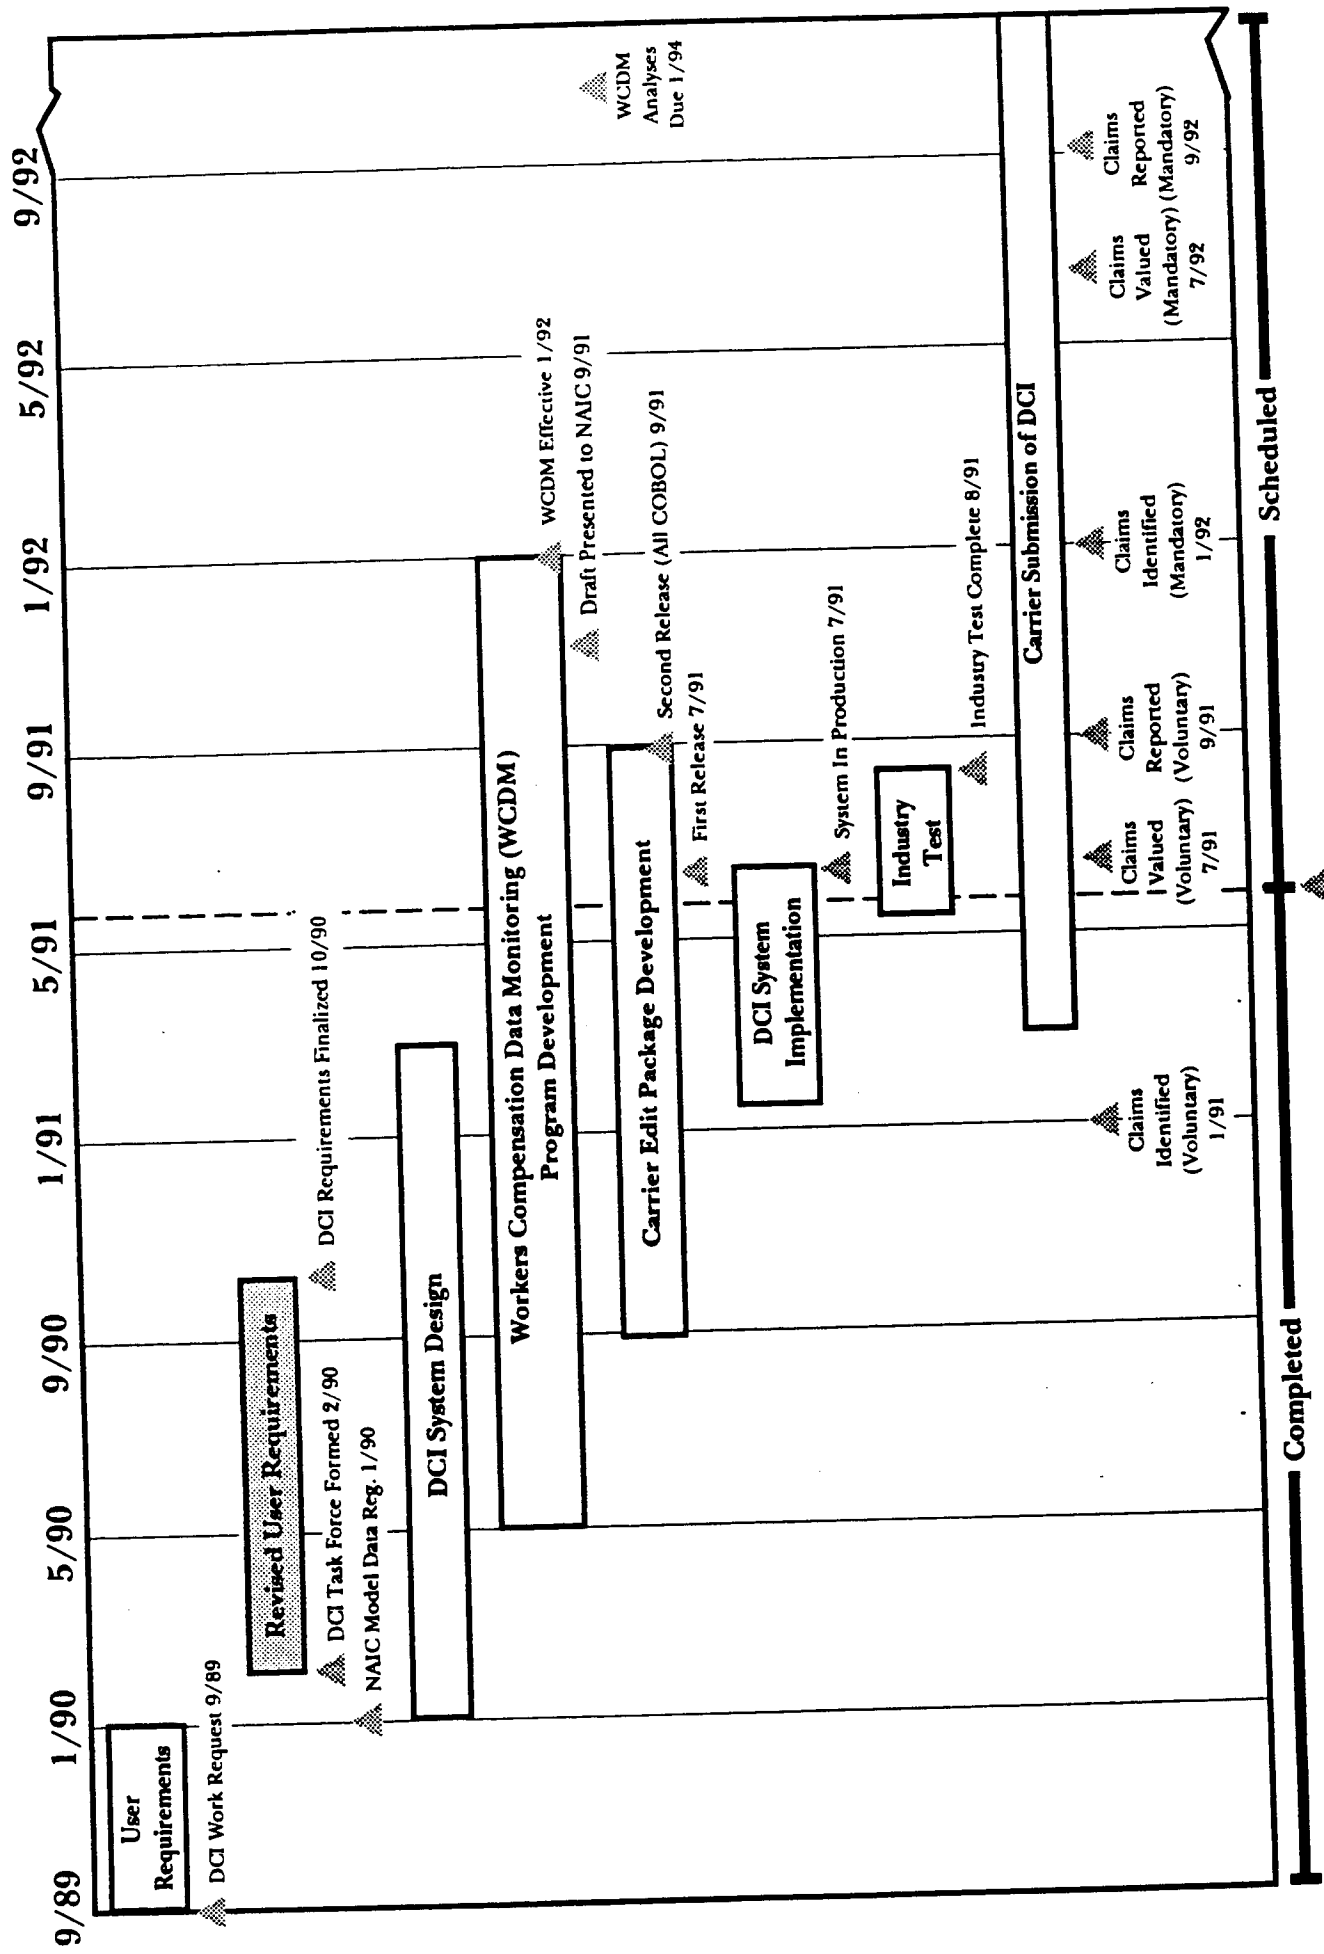 9/89 1/90 5/90 9/90 1/91 5/91 9/91 1/92 5/92 9/92
User
Requirements
DCI Work Request 9/89
Revised User Requirements
DCI Task Force Formed 2/90
DCI Requirements Finalized 10/90
NAIC Model Data Reg. 1/90
DCI System Design
Workers Compensation Data Monitoring (WCDM)
Program Development
WCDM Effective 1/92
Draft Presented to NAIC 9/91
WCDM
Analyses
Due 1/94
Carrier Edit Package Development
Second Release (All COBOL) 9/91
First Release 7/91
DCI System
Implementation
System In Production 7/91
Industry
Test
Industry Test Complete 8/91
Carrier Submission of DCI
Claims
Identified
(Voluntary)
1/91
Claims
Valued
(Voluntary)
7/91
Claims
Reported
(Voluntary)
9/91
Claims
Identified
(Mandatory)
1/92
Claims
Valued
(Mandatory)
7/92
Claims
Reported
(Mandatory)
9/92
Completed
Scheduled